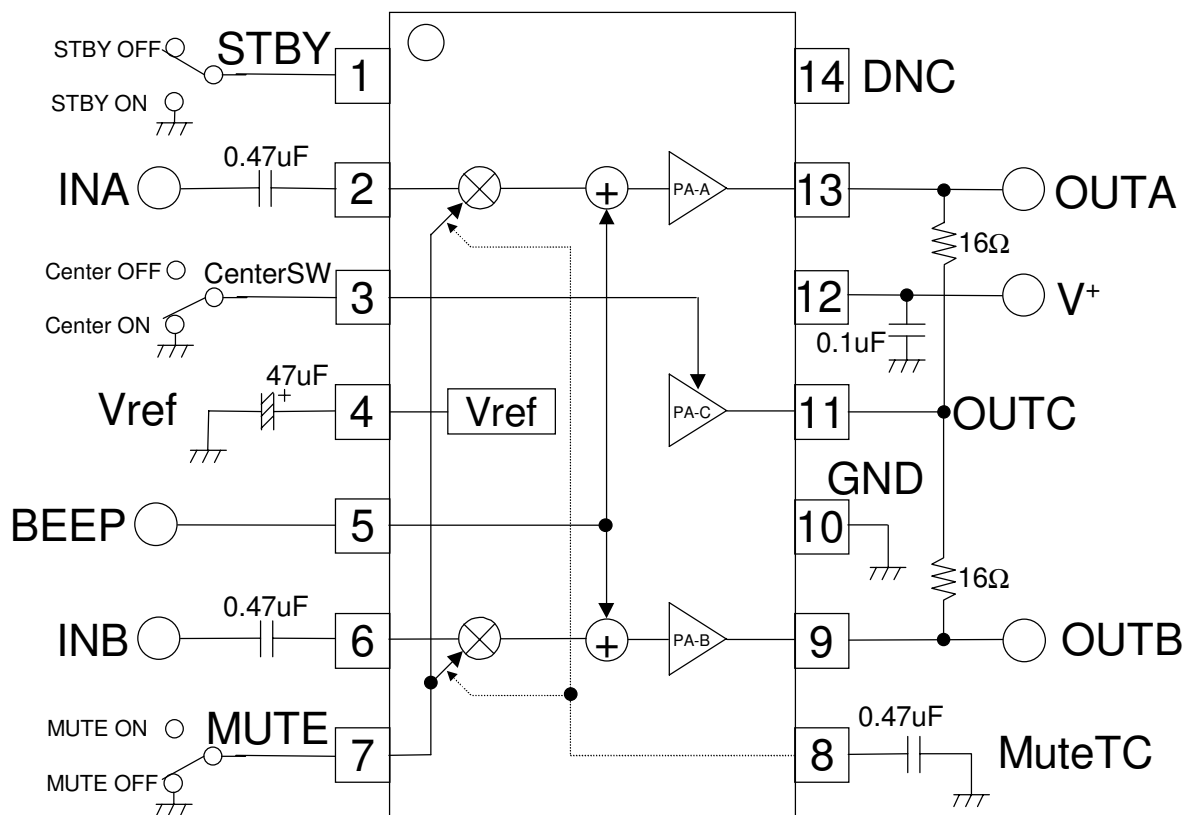 STBY OFF
STBY
1
14
DNC
STBY ON
0.47uF
INA
2
+
PA-A
13
OUTA
16Ω
Center OFF
CenterSW
3
12
V+
Center ON
0.1uF
47uF
+
Vref
4
Vref
PA-C
11
OUTC
GND
BEEP
5
10
16Ω
0.47uF
INB
6
+
PA-B
9
OUTB
MUTE ON
MUTE
7
0.47uF
8
MuteTC
MUTE OFF